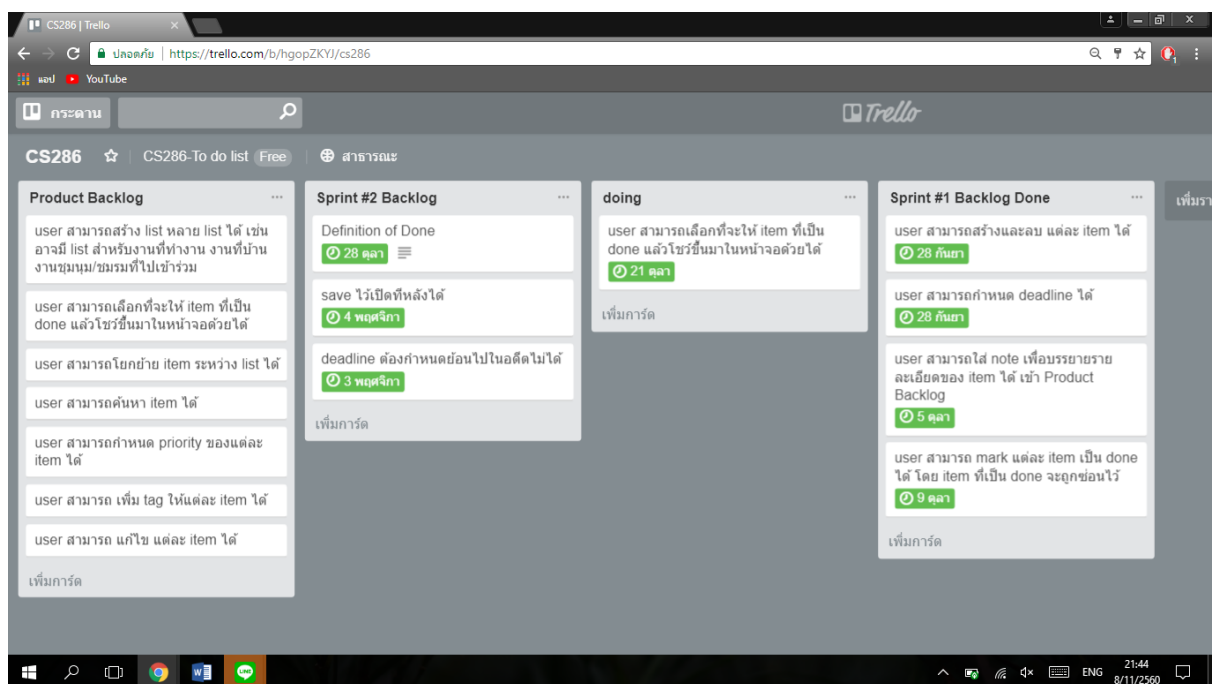 CS286 | Trello
ปลอดภัย | https://trello.com/b/hgopZKYJ/cs286
แอป YouTube
กระดาน
Trello
CS286 CS286-To do list Free สาธารณะ
Product Backlog
user สามารถสร้าง list หลาย list ได้ เช่น
อาจมี list สำหรับงานที่ทำงาน งานที่บ้าน
งานชุมนุม/ชมรมที่ไปเข้าร่วม
user สามารถเลือกที่จะให้ item ที่เป็น
done แล้วโชว์ขึ้นมาในหน้าจอด้วยได้
user สามารถโยกย้าย item ระหว่าง list ได้
user สามารถค้นหา item ได้
user สามารถกำหนด priority ของแต่ละ
item ได้
user สามารถ เพิ่ม tag ให้แต่ละ item ได้
user สามารถ แก้ไข แต่ละ item ได้
เพิ่มการ์ด
Sprint #2 Backlog
Definition of Done
28 ตุลา
save ไว้เปิดทีหลังได้
4 พฤศจิกา
deadline ต้องกำหนดย้อนไปในอดีตไม่ได้
3 พฤศจิกา
เพิ่มการ์ด
doing
user สามารถเลือกที่จะให้ item ที่เป็น
done แล้วโชว์ขึ้นมาในหน้าจอด้วยได้
21 ตุลา
เพิ่มการ์ด
Sprint #1 Backlog Done
user สามารถสร้างและลบ แต่ละ item ได้
28 กันยา
user สามารถกำหนด deadline ได้
28 กันยา
user สามารถใส่ note เพื่อบรรยายราย
ละเอียดของ item ได้ เข้า Product
Backlog
5 ตุลา
user สามารถ mark แต่ละ item เป็น done
ได้ โดย item ที่เป็น done จะถูกซ่อนไว้
9 ตุลา
เพิ่มการ์ด
เพิ่มรา
ENG
21:44
8/11/2560